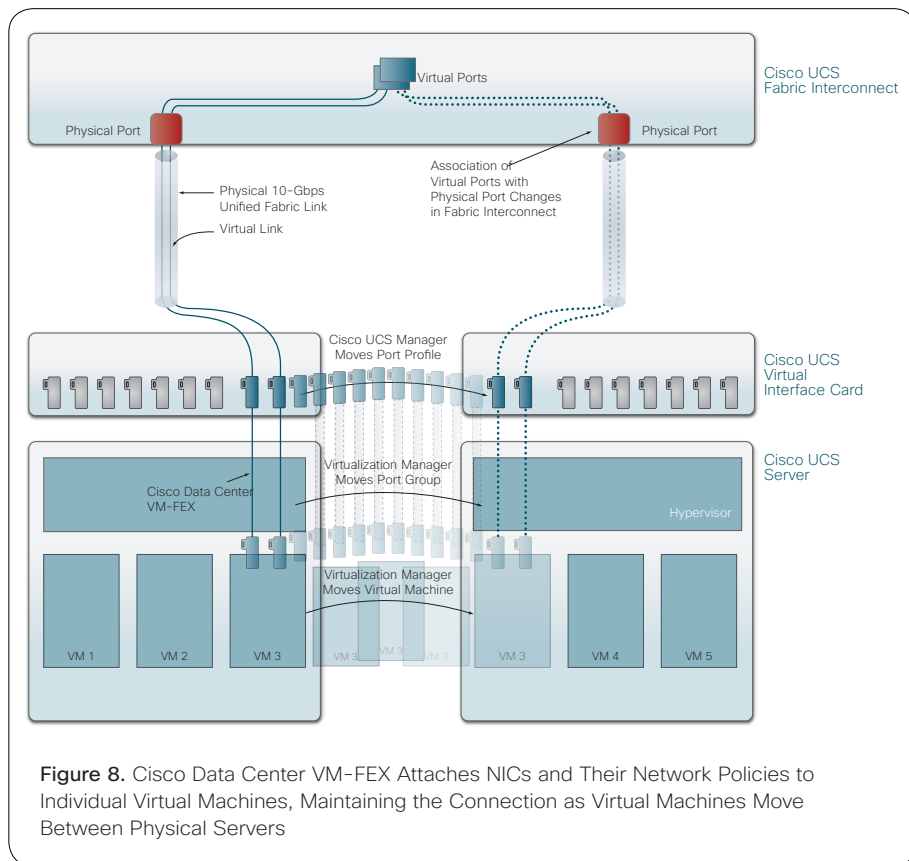 Virtual Ports
Cisco UCS
Fabric Interconnect
Physical Port
Physical Port
Association of
Virtual Ports with
Physical Port Changes
in Fabric Interconnect
Physical 10-Gbps
Unified Fabric Link
Virtual Link
Cisco UCS Manager
Moves Port Profile
Cisco UCS
Virtual
Interface Card
Cisco UCS
Server
Virtualization Manager
Moves Port Group
Cisco Data Center
VM-FEX
Hypervisor
Virtualization Manager
Moves Virtual Machine
VM 1
VM 2
VM 3
VM 3
VM 3
VM 3
VM 3
VM 4
VM 5
Figure 8. Cisco Data Center VM-FEX Attaches NICs and Their Network Policies to
Individual Virtual Machines, Maintaining the Connection as Virtual Machines Move
Between Physical Servers